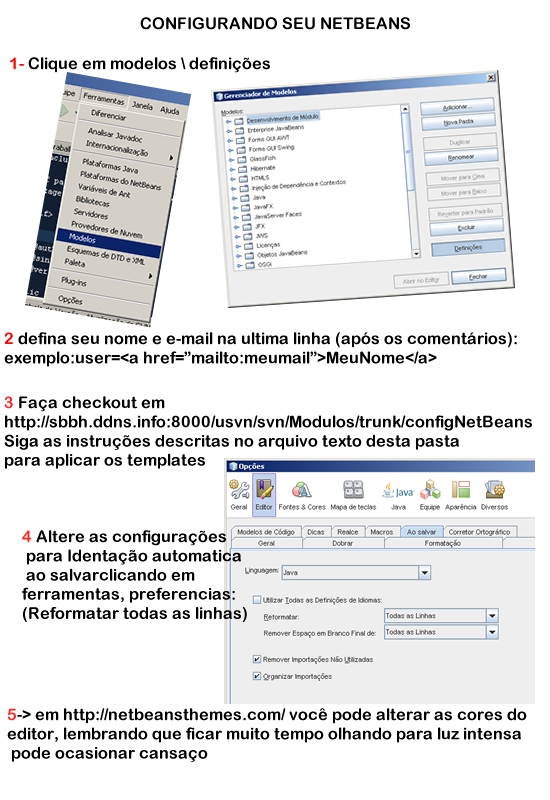 CONFIGURANDO SEU NETBEANS
1- Clique em modelos \ definições
Ferramentas Janela Ajuda
Diferenciar
Analisar Javadoc
Internacionalização
Plataformas Java
Plataformas do NetBeans
Variáveis de Ant
Bibliotecas
Servidores
Provedores de Nuvem
Modelos
Esquemas de DTD e XML
Paleta
Plug-ins
Opções
Gerenciador de Modelos
Modelos:
Desenvolvimento de Módulo
Enterprise JavaBeans
Forms GUI AWT
Forms GUI Swing
GlassFish
Hibernate
HTML5
Injeção de Dependência e Contextos
Java
JavaFX
JavaServer Faces
JFX
JWS
Licenças
Objetos JavaBeans
OSGi
Adicionar...
Nova Pasta
Duplicar
Renomear
Mover para Cima
Mover para Baixo
Reverter para Padrão
Excluir
Definições
Abrir no Editor
Fechar
2 defina seu nome e e-mail na ultima linha (após os comentários):
exemplo:user=<a href=”mailto:meumail”>MeuNome</a>
3 Faça checkout em
http://sbbh.ddns.info:8000/usvn/svn/Modulos/trunk/configNetBeans
Siga as instruções descritas no arquivo texto desta pasta
para aplicar os templates
4 Altere as configurações
para Identação automatica
ao salvarclicando em
ferramentas, preferencias:
(Reformatar todas as linhas)
Opções
Geral Editor Fontes & Cores Mapa de teclas Java Equipe Aparência Diversos
Modelos de Código Dicas Realce Macros Ao salvar Corretor Ortográfico
Geral Dobrar Formatação
Linguagem: Java
Utilizar Todas as Definições de Idiomas:
Reformatar: Todas as Linhas
Remover Espaço em Branco Final de: Todas as Linhas
Remover Importações Não Utilizadas
Organizar Importações
5-> em http://netbeansthemes.com/ você pode alterar as cores do
editor, lembrando que ficar muito tempo olhando para luz intensa
pode ocasionar cansaço